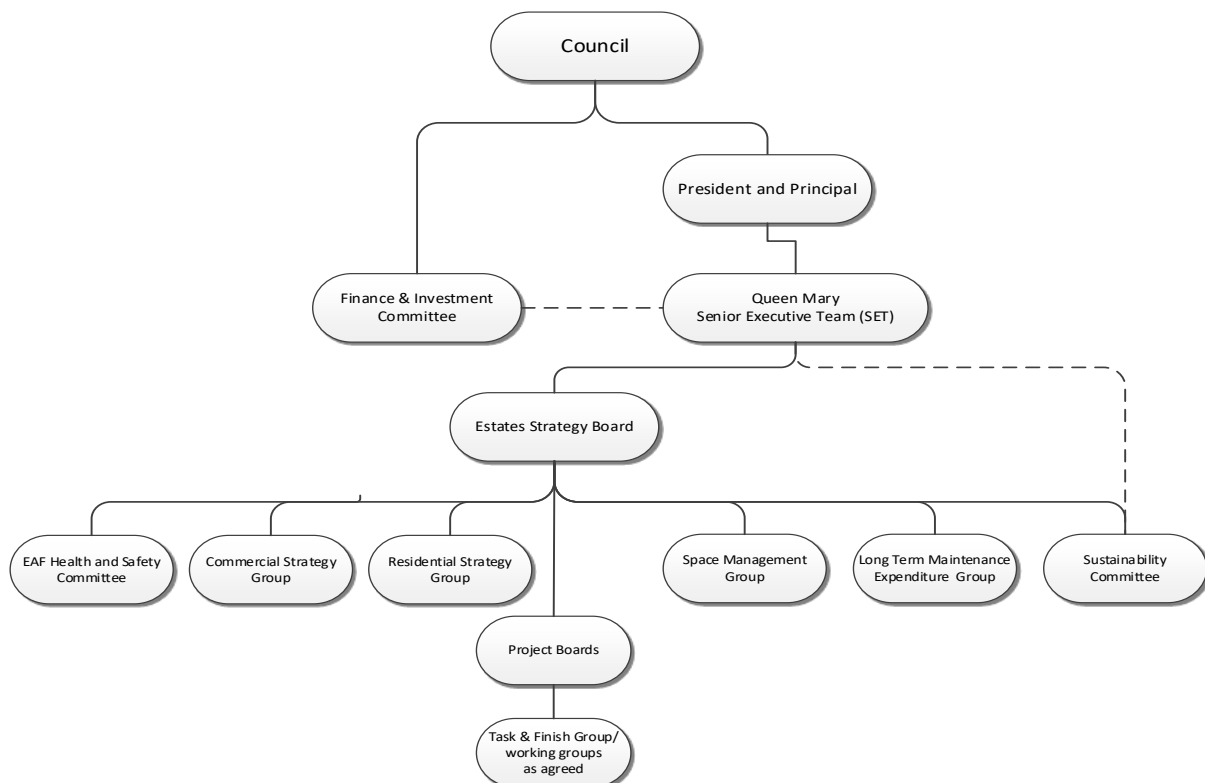 Council
President and Principal
Finance & Investment
Committee
Queen Mary
Senior Executive Team (SET)
Estates Strategy Board
EAF Health and Safety
Committee
Commercial Strategy
Group
Residential Strategy
Group
Space Management
Group
Long Term Maintenance
Expenditure Group
Sustainability
Committee
Project Boards
Task & Finish Group/
working groups
as agreed